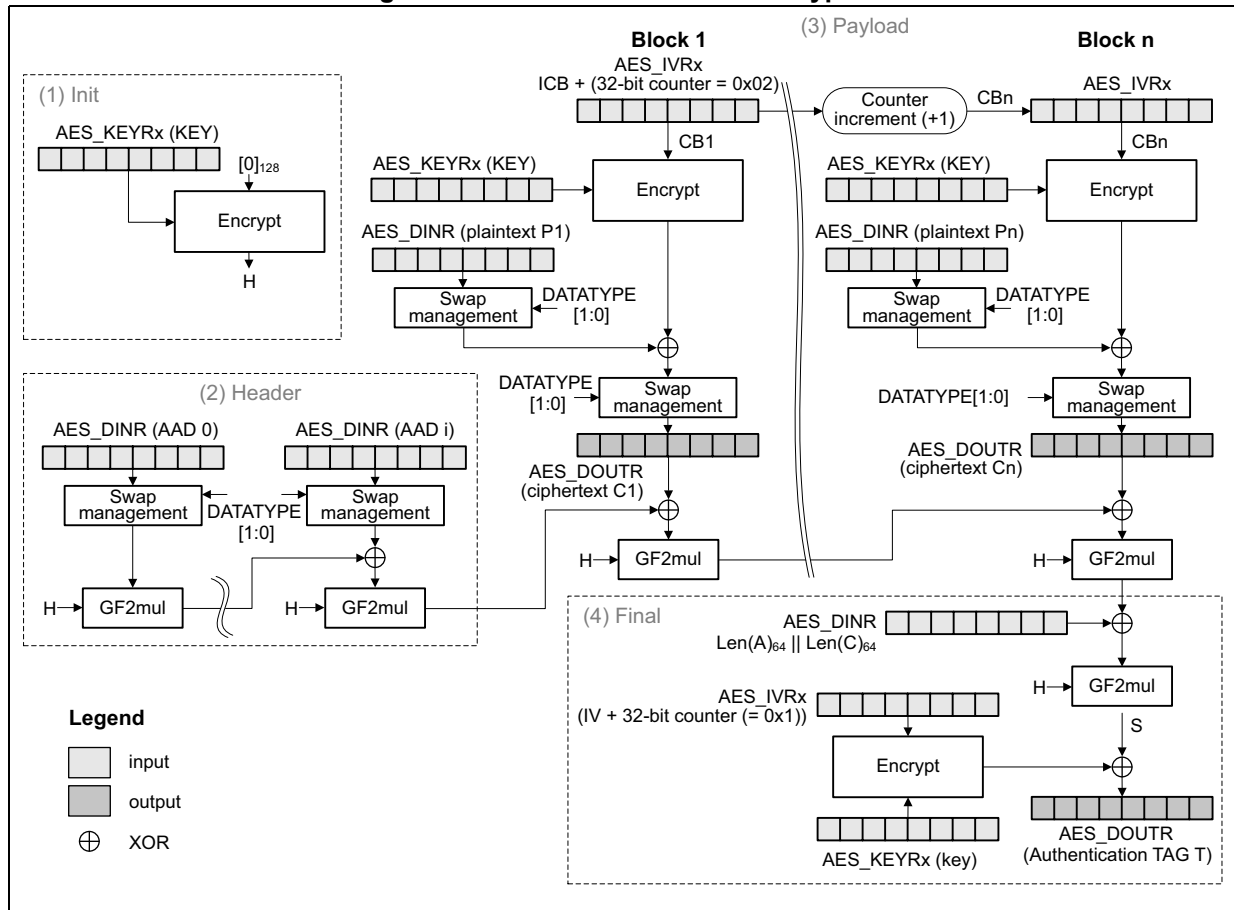 (3) Payload
Block 1
Block n
AES_IVRx
ICB + (32-bit counter = 0x02)
Counter
increment (+1)
CBn
AES_IVRx
CB1
CBn
(1) Init
AES_KEYRx (KEY)
[0]128
Encrypt
H
AES_KEYRx (KEY)
Encrypt
AES_KEYRx (KEY)
Encrypt
AES_DINR (plaintext P1)
Swap
management
DATATYPE
[1:0]
AES_DINR (plaintext Pn)
Swap
management
DATATYPE
[1:0]
DATATYPE
[1:0]
Swap
management
DATATYPE[1:0]
Swap
management
AES_DOUTR
(ciphertext C1)
AES_DOUTR
(ciphertext Cn)
H
GF2mul
H
GF2mul
(2) Header
AES_DINR (AAD 0)
AES_DINR (AAD i)
Swap
management
DATATYPE
[1:0]
Swap
management
H
GF2mul
H
GF2mul
(4) Final
AES_DINR
Len(A)64 || Len(C)64
H
GF2mul
AES_IVRx
(IV + 32-bit counter (= 0x1))
S
Encrypt
AES_KEYRx (key)
AES_DOUTR
(Authentication TAG T)
Legend
input
output
XOR